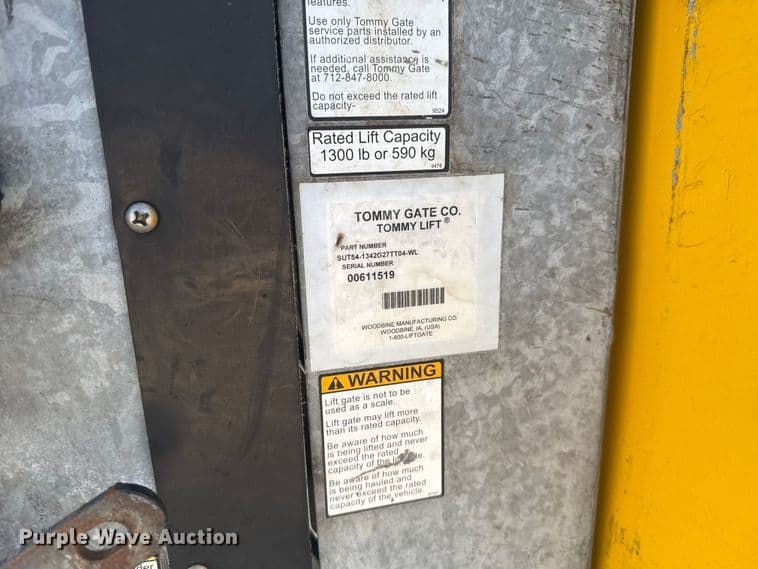 features.
Use only Tommy Gate
service parts installed by an
authorized distributor.
If additional assistance is
needed, call Tommy Gate
at 712-847-8000.
Do not exceed the rated lift
capacity-
9524
Rated Lift Capacity
1300 lb or 590 kg
TOMMY GATE CO.
TOMMY LIFT®
PART NUMBER
SUT54-1342G27TT04-WL
SERIAL NUMBER
00611519
WOODBINE MANUFACTURING CO.
WOODBINE, IA, (USA)
1-800-LIFTGATE
WARNING
Lift gate is not to be
used as a scale.
Lift gate may lift more
than its rated capacity.
Be aware of how much
is being lifted and never
exceed the rated
capacity of the
Be aware of how much
is being hauled and
never exceed the rated
capacity of the vehicle.
Purple Wave Auction